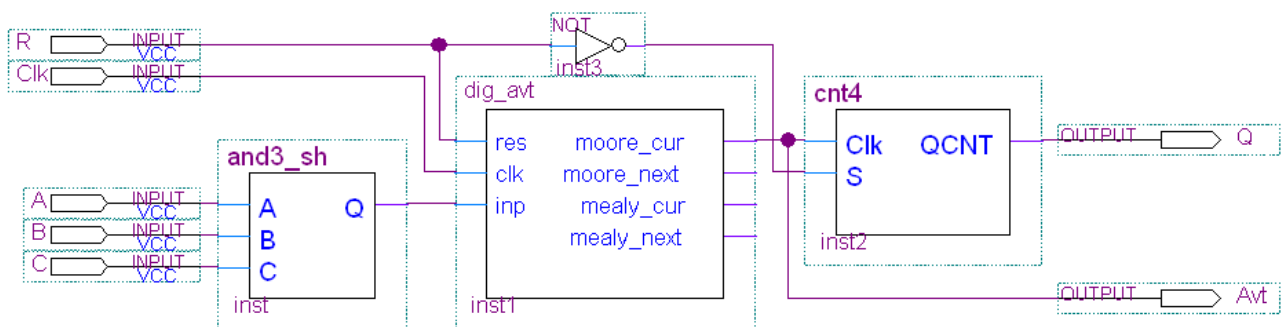 R INPUT VCC
Clk INPUT VCC
NOT
inst3
and3_sh
A INPUT VCC
B INPUT VCC
C INPUT VCC
A Q
B
C
inst
dig_avt
res moore_cur
clk moore_next
inp mealy_cur
mealy_next
inst1
cnt4
Clk QCNT
S
inst2
OUTPUT Q
OUTPUT Avt